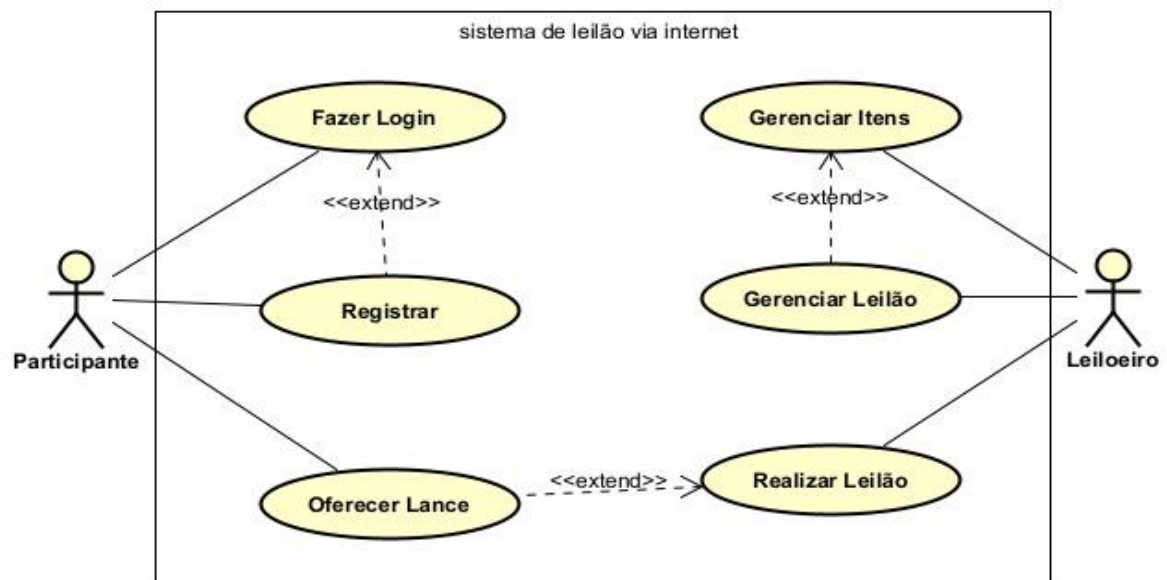 sistema de leilão via internet
Fazer Login
Gerenciar Itens
<<extend>>
<<extend>>
Registrar
Gerenciar Leilão
Participante
Leiloeiro
<<extend>>
Oferecer Lance
Realizar Leilão